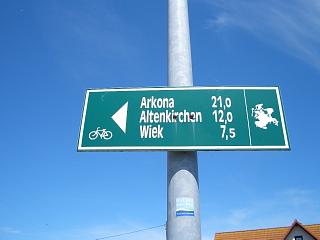 Arkona 21,0
Altenkirchen 12,0
Wiek 7,5